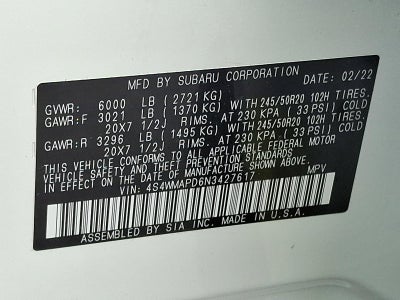 MFD BY SUBARU CORPORATION DATE: 02/22
GVWR: 6000 LB (2721 KG)
GAWR:F 3021 LB (1370 KG) WITH 245/50R20 102H TIRES.
20X7 1/2J RIMS. AT 230 KPA (33 PSI) COLD
GAWR:R 3296 LB (1495 KG) WITH 245/50R20 102H TIRES.
20X7 1/2J RIMS. AT 230 KPA (33 PSI) COLD
THIS VEHICLE CONFORMS TO ALL APPLICABLE FEDERAL MOTOR
VEHICLE SAFETY AND THEFT PREVENTION STANDARDS
IN EFFECT ON THE DATE OF MANUFACTURE SHOWN ABOVE.
VIN: 4S4WMAPD6N3427617 MPV
ASSEMBLED BY SIA INC. MADE IN U.S.A.